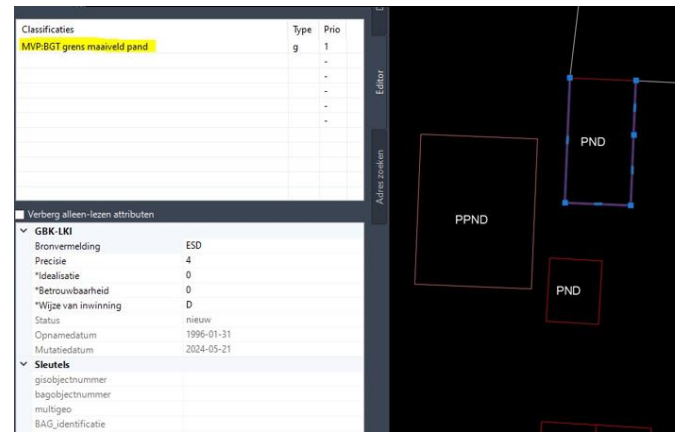 Classificaties Type Prio
MVP:BGT grens maaiveld pand g 1
-
-
-
-
-
Editor
Adres zoeken
Verberg alleen-lezen attributen
GBK-LKI
Bronvermelding ESD
Precisie 4
*Idealisatie 0
*Betrouwbaarheid 0
*Wijze van inwinning D
Status nieuw
Opnamedatum 1996-01-31
Mutatiedatum 2024-05-21
Sleutels
gisobjectnummer
bagobjectnummer
multigeo
BAG_identificatie
PND
PPND
PND